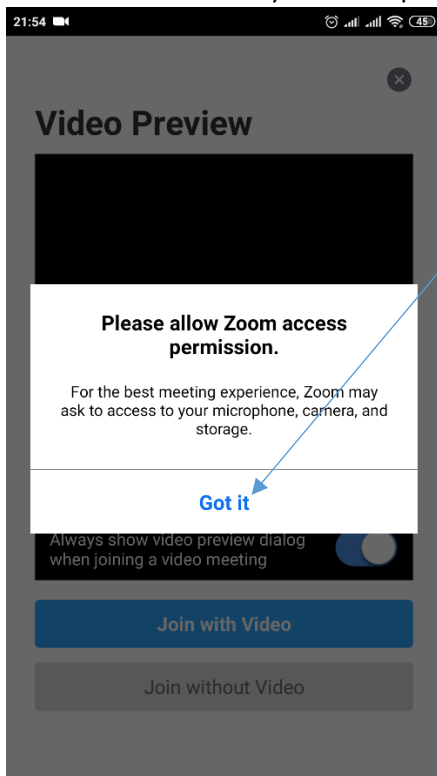 21:54
45
Video Preview
Please allow Zoom access
permission.
For the best meeting experience, Zoom may
ask to access to your microphone, camera, and
storage.
Got it
Always show video preview dialog
when joining a video meeting
Join with Video
Join without Video